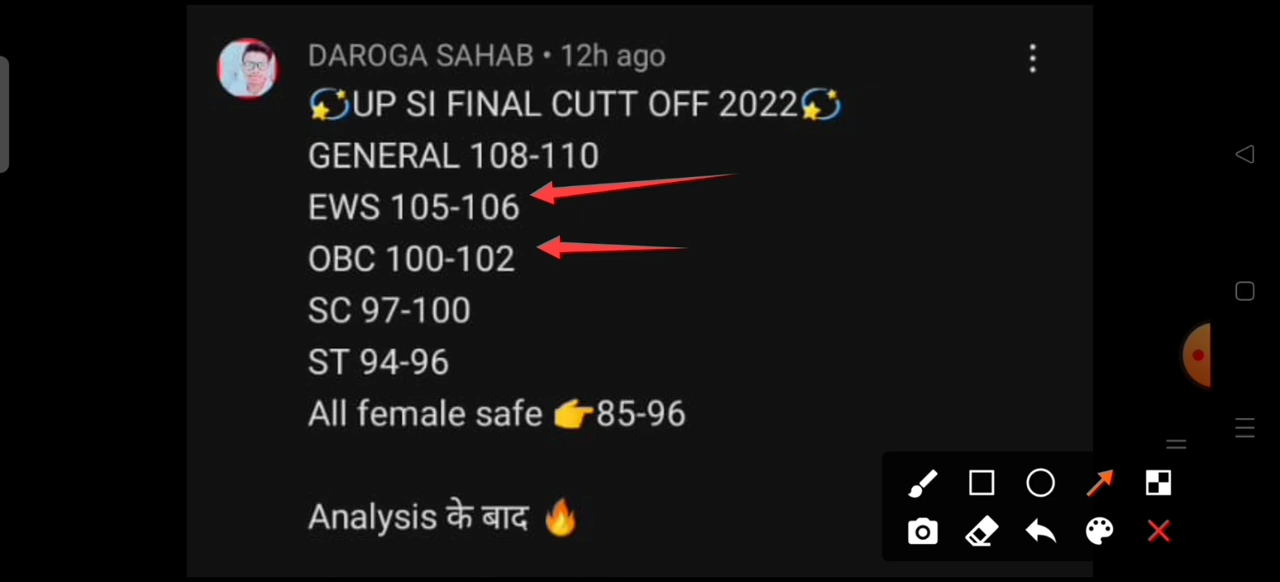 DAROGA SAHAB • 12h ago
💫UP SI FINAL CUTT OFF 2022💫
GENERAL 108-110
EWS 105-106
OBC 100-102
SC 97-100
ST 94-96
All female safe 👉85-96
Analysis के बाद 🔥